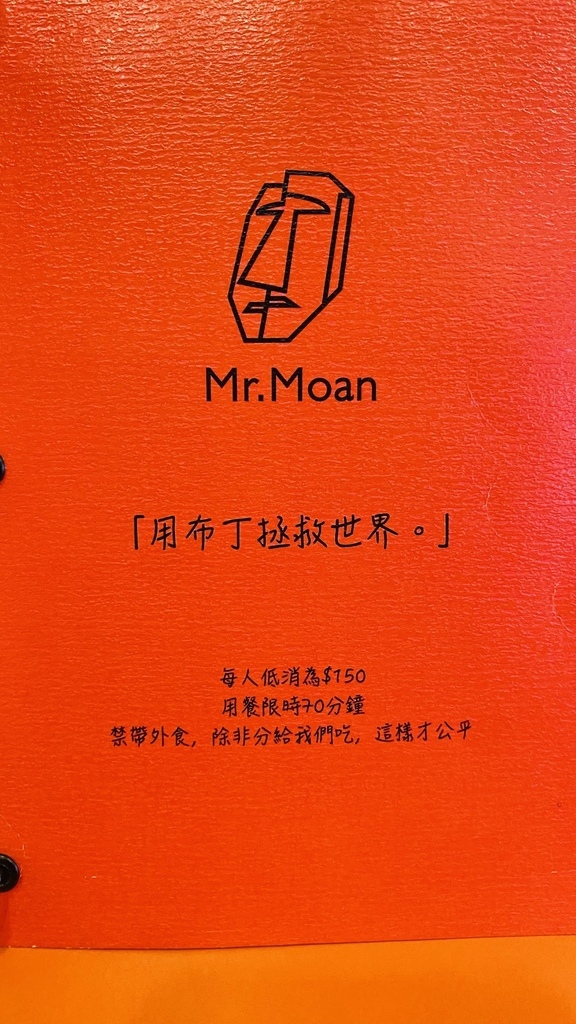 Mr.Moan
「用布丁拯救世界。」
每人低消為$150
用餐限時70分鐘
禁帶外食，除非分給我們吃，這樣才公平